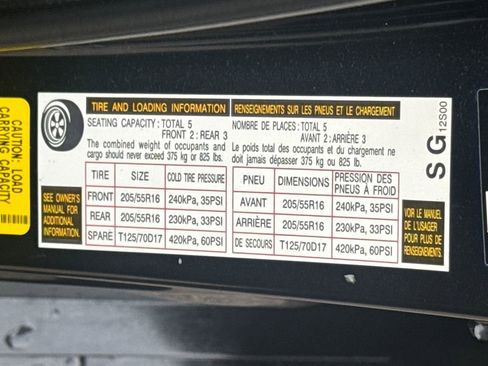 TIRE AND LOADING INFORMATION
SEATING CAPACITY: TOTAL 5
FRONT 2 : REAR 3
The combined weight of occupants and
cargo should never exceed 375 kg or 825 lbs.
TIRE SIZE COLD TIRE PRESSURE
FRONT 205/55R16 240kPa, 35PSI
REAR 205/55R16 230kPa, 33PSI
SPARE T125/70D17 420kPa, 60PSI
SEE OWNER'S
MANUAL FOR
ADDITIONAL
INFORMATION.
RENSEIGNEMENTS SUR LES PNEUS ET LE CHARGEMENT
NOMBRE DE PLACES: TOTAL 5
AVANT 2 : ARRIÈRE 3
Le poids total des occupants et du chargement ne
doit jamais dépasser 375 kg ou 825 lb.
PNEU DIMENSIONS PRESSION DES
PNEUS À FROID
AVANT 205/55R16 240kPa, 35PSI
ARRIÈRE 205/55R16 230kPa, 33PSI
DE SECOURS T125/70D17 420kPa, 60PSI
VOIR LE MANUEL
DE L'USAGER
POUR PLUS DE
RENSEIGNEMENTS.
SG
12S00
CAUTION: LOAD
CARRYING CAPACITY